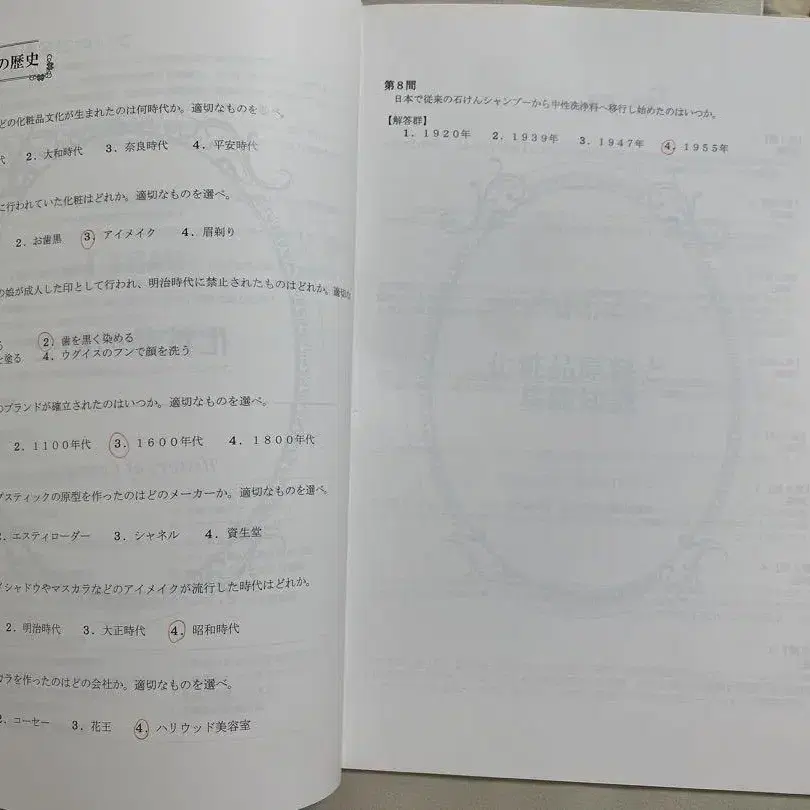 の歴史
どの化粧品文化が生まれたのは何時代か。適切なものを選べ。
代 2．大和時代 3．奈良時代 4．平安時代
に行われていた化粧はどれか。適切なものを選べ。
2．お歯黒 3．アイメイク 4．眉剃り
の娘が成人した印として行われ、明治時代に禁止されたものはどれか。適切な
る 2．歯を黒く染める
を塗る 4．ウグイスのフンで顔を洗う
のブランドが確立されたのはいつか。適切なものを選べ。
2．１１００年代 3．１６００年代 4．１８００年代
プスティックの原型を作ったのはどのメーカーか。適切なものを選べ。
2．エスティローダー 3．シャネル 4．資生堂
イシャドウやマスカラなどのアイメイクが流行した時代はどれか。
2．明治時代 3．大正時代 4．昭和時代
カラを作ったのはどの会社か。適切なものを選べ。
2．コーセー 3．花王 4．ハリウッド美容室
第８問
日本で従来の石けんシャンプーから中性洗浄料へ移行し始めたのはいつか。
【解答群】
1．１９２０年 2．１９３９年 3．１９４７年 4．１９５５年